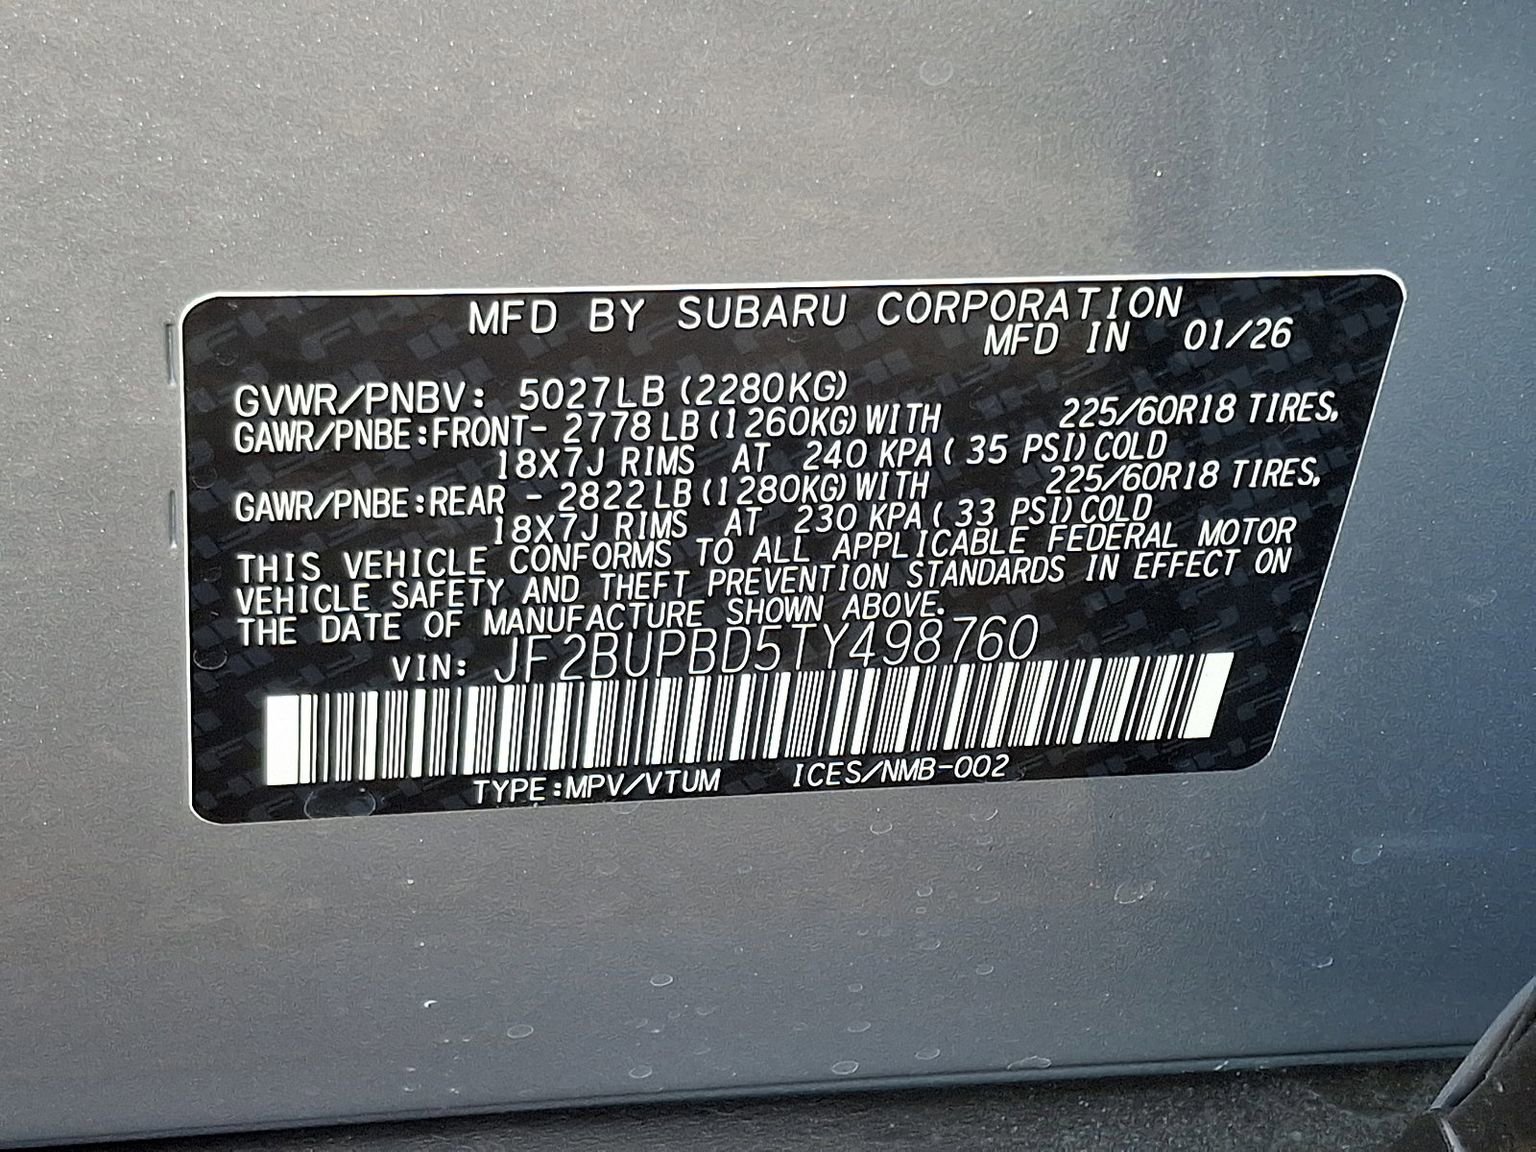 MFD BY SUBARU CORPORATION
MFD IN 01/26
GVWR/PNBV: 5027LB (2280KG)
GAWR/PNBE:FRONT- 2778 LB (1260KG) WITH 225/60R18 TIRES,
18X7J RIMS AT 240 KPA ( 35 PSI) COLD
GAWR/PNBE:REAR - 2822 LB (1280KG) WITH 225/60R18 TIRES,
18X7J RIMS AT 230 KPA ( 33 PSI) COLD
THIS VEHICLE CONFORMS TO ALL APPLICABLE FEDERAL MOTOR
VEHICLE SAFETY AND THEFT PREVENTION STANDARDS IN EFFECT ON
THE DATE OF MANUFACTURE SHOWN ABOVE.
VIN: JF2BUPBD5TY498760
TYPE:MPV/VTUM ICES/NMB-002